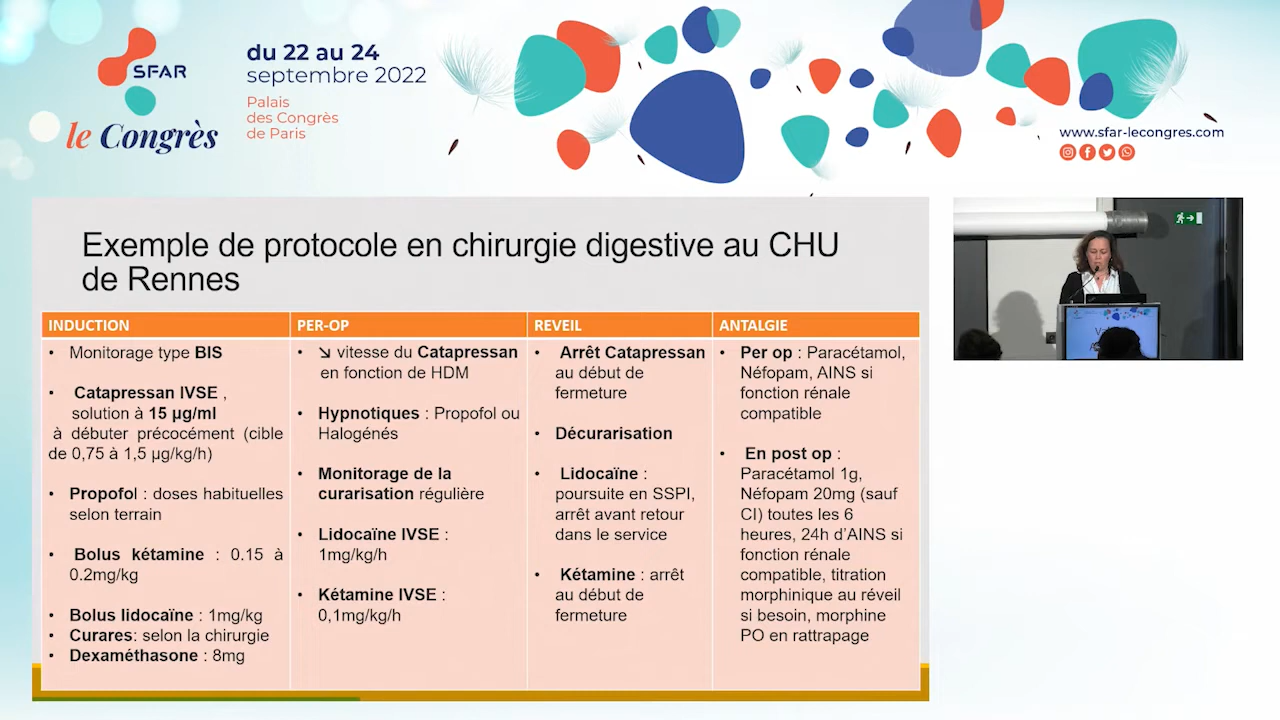 SFAR
le Congrès
du 22 au 24
septembre 2022
Palais
des Congrès
de Paris
www.sfar-lecongres.com
Exemple de protocole en chirurgie digestive au CHU
de Rennes
INDUCTION
• Monitorage type BIS
• Catapressan IVSE ,
solution à 15 µg/ml
à débuter précocément (cible
de 0,75 à 1,5 µg/kg/h)
• Propofol : doses habituelles
selon terrain
• Bolus kétamine : 0.15 à
0.2mg/kg
• Bolus lidocaïne : 1mg/kg
• Curares: selon la chirurgie
• Dexaméthasone : 8mg
PER-OP
• ↘ vitesse du Catapressan
en fonction de HDM
• Hypnotiques : Propofol ou
Halogénés
• Monitorage de la
curarisation régulière
• Lidocaïne IVSE :
1mg/kg/h
• Kétamine IVSE :
0,1mg/kg/h
REVEIL
• Arrêt Catapressan
au début de
fermeture
• Décurarisation
• Lidocaïne :
poursuite en SSPI,
arrêt avant retour
dans le service
• Kétamine : arrêt
au début de
fermeture
ANTALGIE
• Per op : Paracétamol,
Néfopam, AINS si
fonction rénale
compatible
• En post op :
Paracétamol 1g,
Néfopam 20mg (sauf
CI) toutes les 6
heures, 24h d’AINS si
fonction rénale
compatible, titration
morphinique au réveil
si besoin, morphine
PO en rattrapage